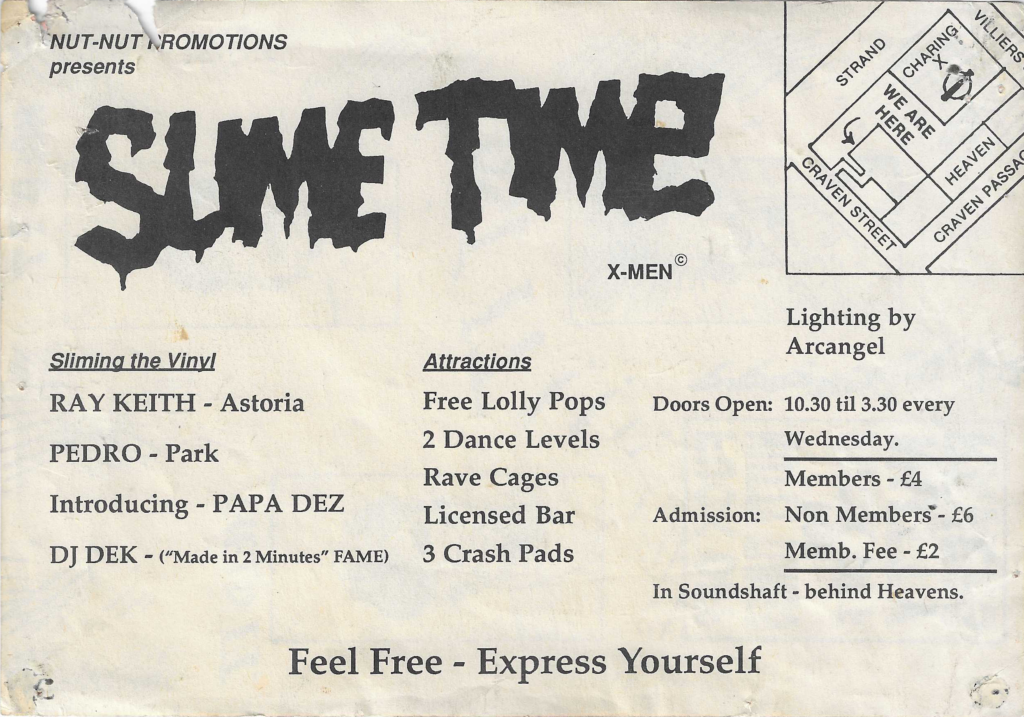 NUT-NUT PROMOTIONS
presents
SLIME TIME
X-MEN©
STRAND
CHARING
X
VILLIERS
WE ARE
HERE
HEAVEN
CRAVEN STREET
CRAVEN PASSAG
Lighting by
Arcangel
Sliming the Vinyl
RAY KEITH - Astoria
PEDRO - Park
Introducing - PAPA DEZ
DJ DEK - ("Made in 2 Minutes" FAME)
Attractions
Free Lolly Pops
2 Dance Levels
Rave Cages
Licensed Bar
3 Crash Pads
Doors Open: 10.30 til 3.30 every
Wednesday.
Members - £4
Admission: Non Members - £6
Memb. Fee - £2
In Soundshaft - behind Heavens.
Feel Free - Express Yourself